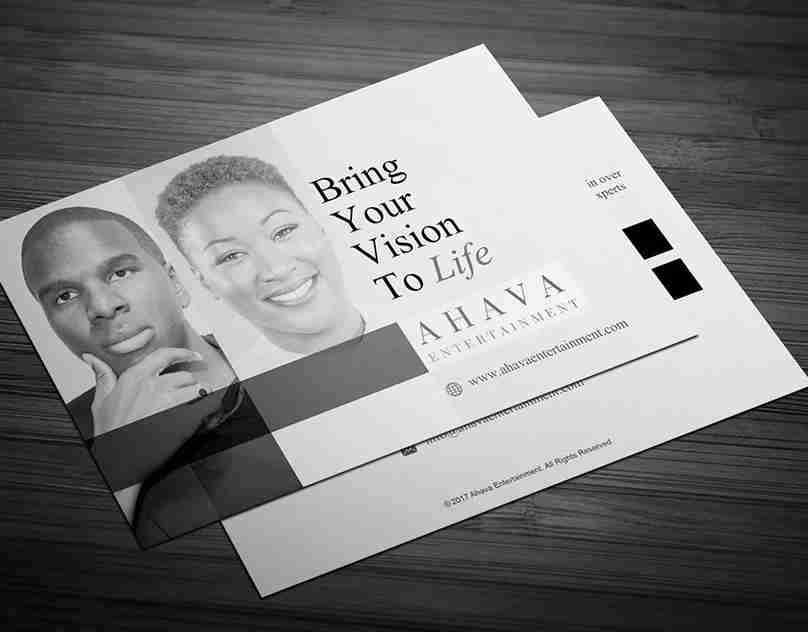 Bring
Your
Vision
To Life
AHAVA
ENTERTAINMENT
www.ahavaentertainment.com
in over
xperts
info@ahavaentertainment.com
©2017 Ahava Entertainment. All Rights Reserved